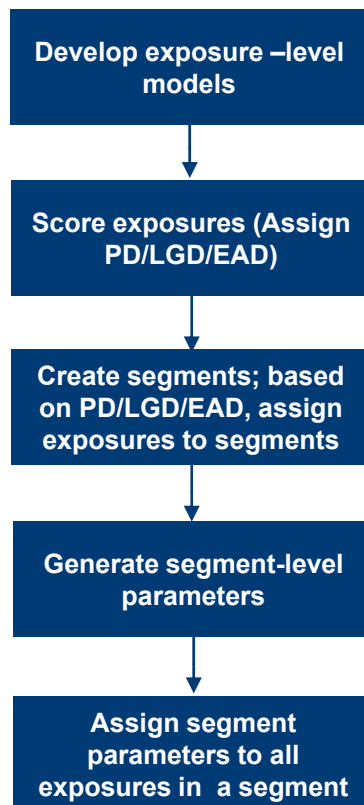 Develop exposure –level
models
Score exposures (Assign
PD/LGD/EAD)
Create segments; based
on PD/LGD/EAD, assign
exposures to segments
Generate segment-level
parameters
Assign segment
parameters to all
exposures in a segment